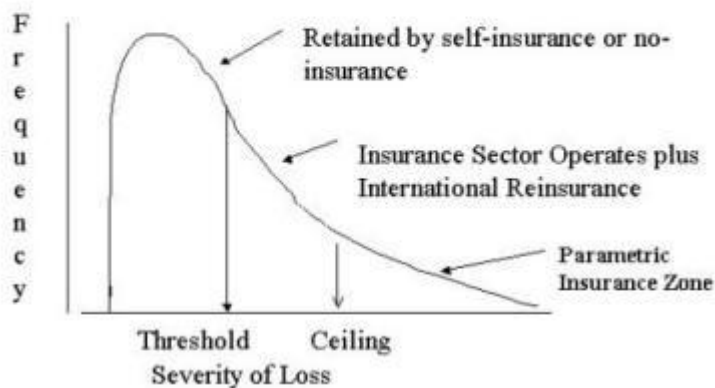 Frequency
Retained by self-insurance or no-
insurance
Insurance Sector Operates plus
International Reinsurance
Parametric
Insurance Zone
Threshold
Ceiling
Severity of Loss